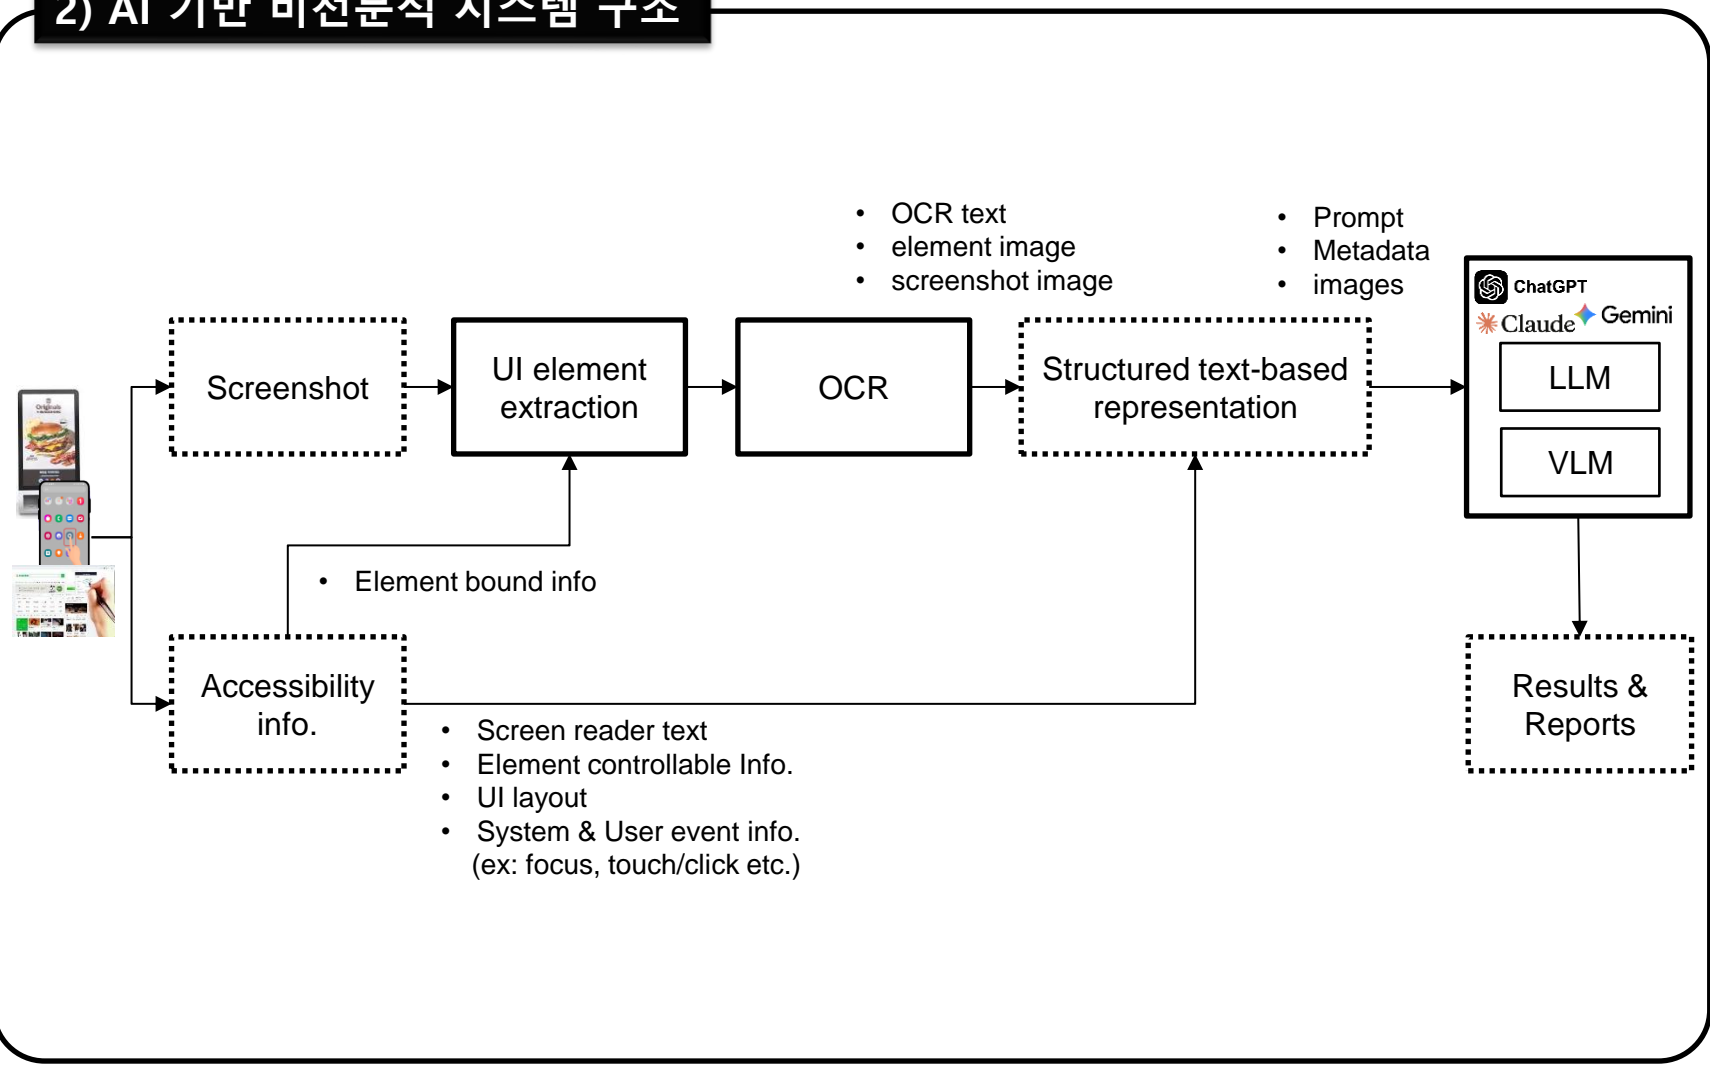 2) AI 기반 비전분석 시스템 구조
• OCR text
• element image
• screenshot image
• Prompt
• Metadata
• images
ChatGPT
Claude
Gemini
LLM
VLM
Screenshot
UI element
extraction
OCR
Structured text-based
representation
Originals
• Element bound info
Accessibility
info.
• Screen reader text
• Element controllable Info.
• UI layout
• System & User event info.
(ex: focus, touch/click etc.)
Results &
Reports